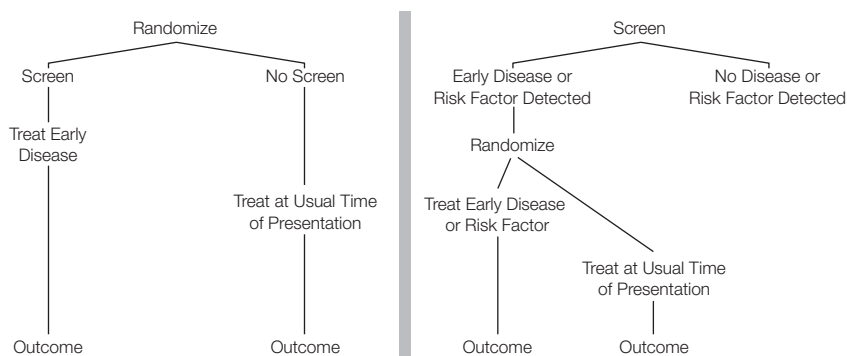 Randomize
Screen
No Screen
Treat Early
Disease
Treat at Usual Time
of Presentation
Outcome
Outcome
Screen
Early Disease or
Risk Factor Detected
No Disease or
Risk Factor Detected
Randomize
Treat Early Disease
or Risk Factor
Treat at Usual Time
of Presentation
Outcome
Outcome